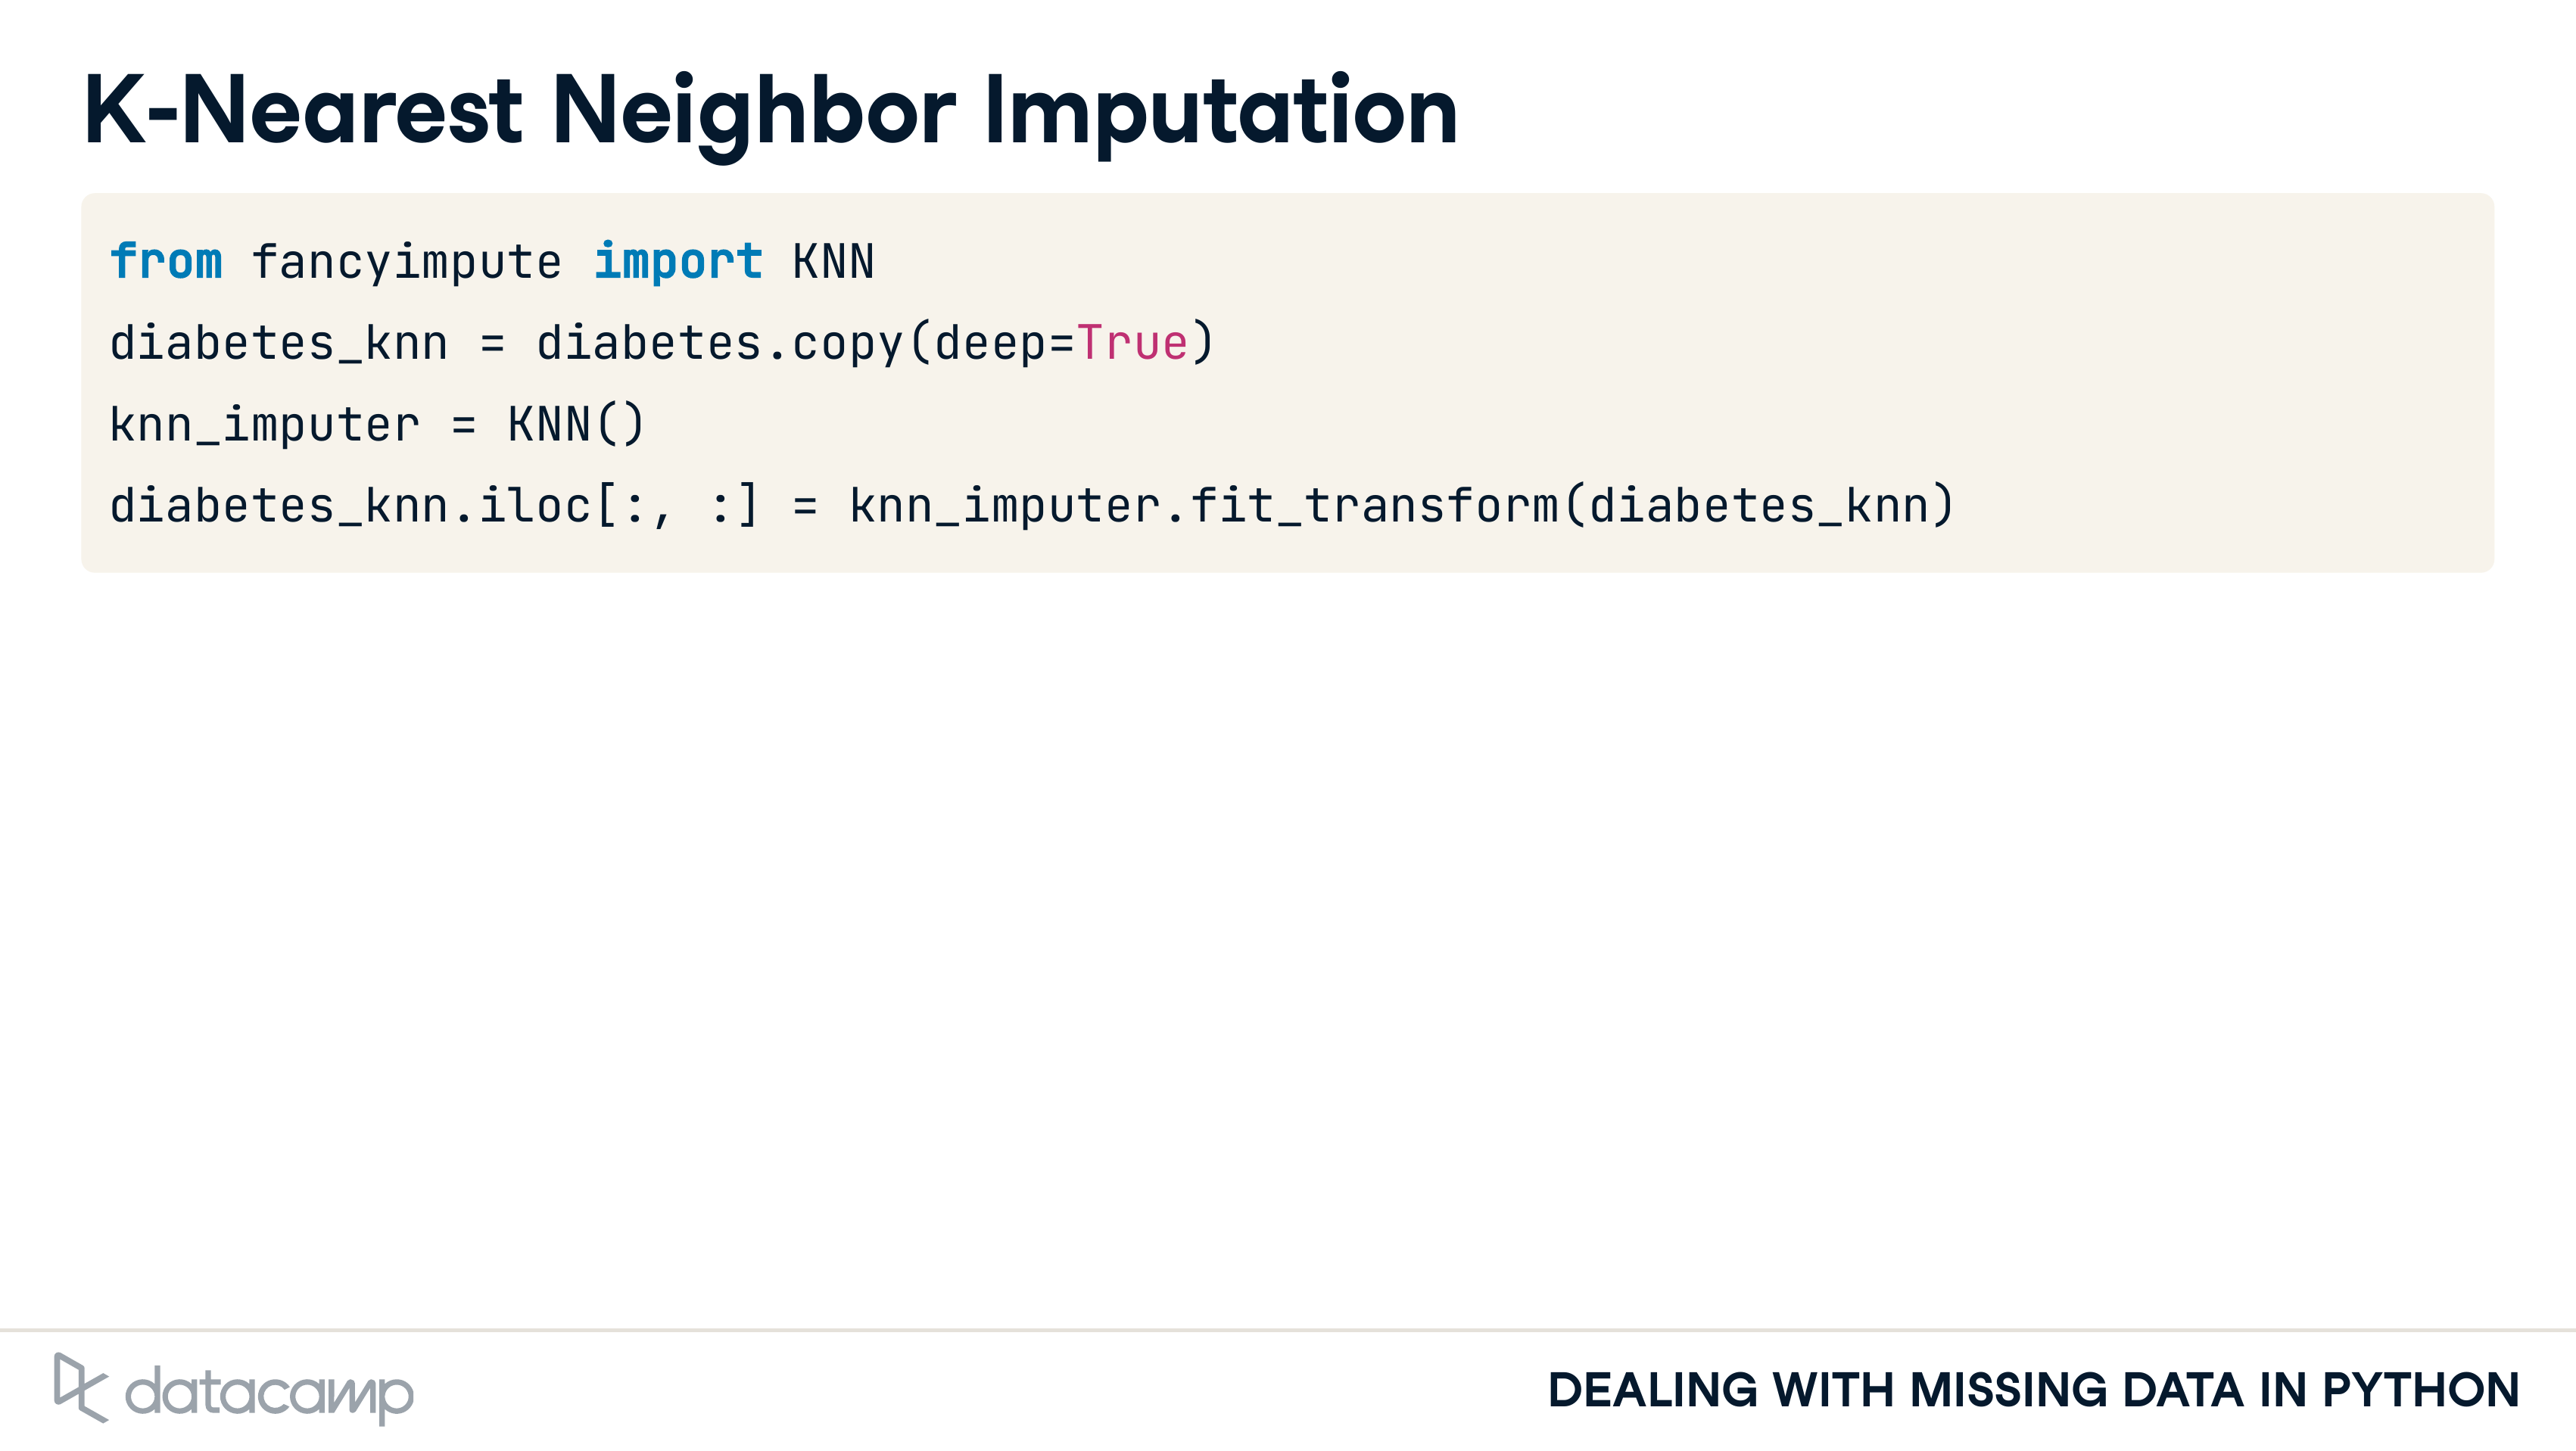 K-Nearest Neighbor Imputation
from fancyimpute import KNN
diabetes_knn = diabetes.copy(deep=True)
knn_imputer = KNN()
diabetes_knn.iloc[:, :] = knn_imputer.fit_transform(diabetes_knn)
datacamp
DEALING WITH MISSING DATA IN PYTHON